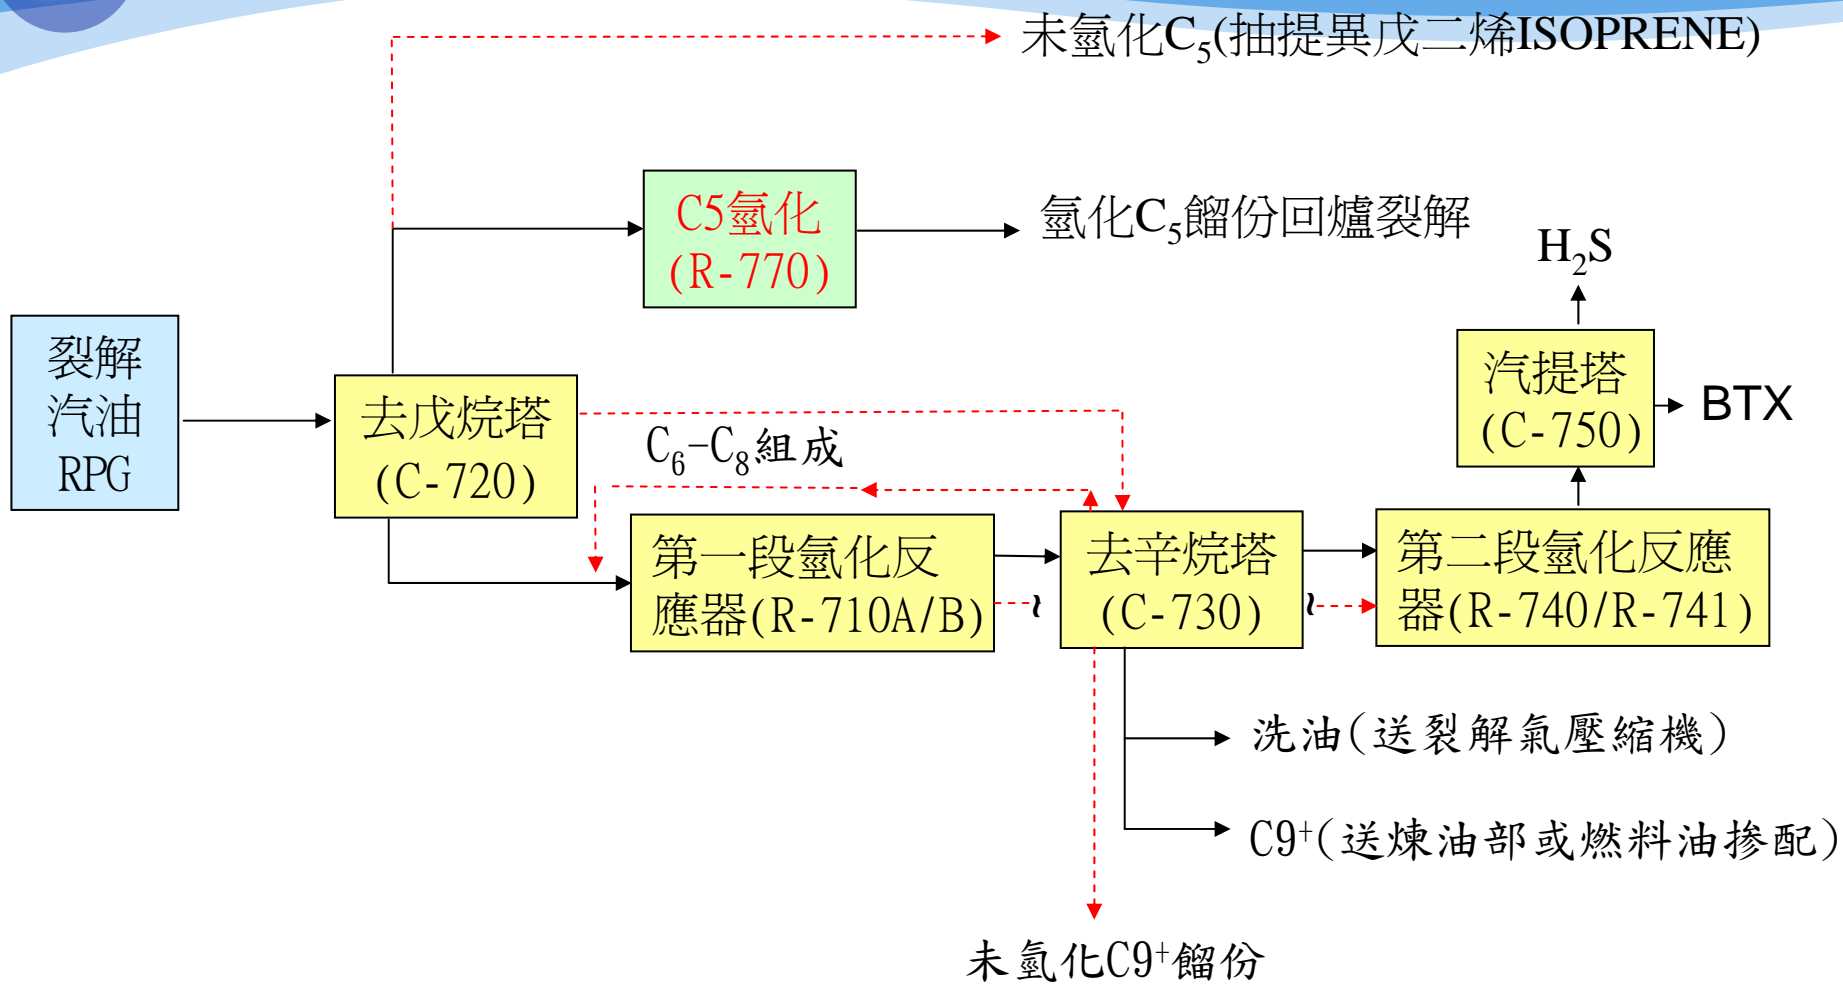 未氫化C₅(抽提異戊二烯ISOPRENE)
C5氫化
(R-770)
氫化C₅餾份回爐裂解
H₂S
裂解
汽油
RPG
去戊烷塔
(C-720)
C₆-C₈組成
汽提塔
(C-750)
BTX
第一段氫化反
應器(R-710A/B)
~
去辛烷塔
(C-730)
~
第二段氫化反應
器(R-740/R-741)
洗油(送裂解氣壓縮機)
C9⁺(送煉油部或燃料油摻配)
未氫化C9⁺餾份